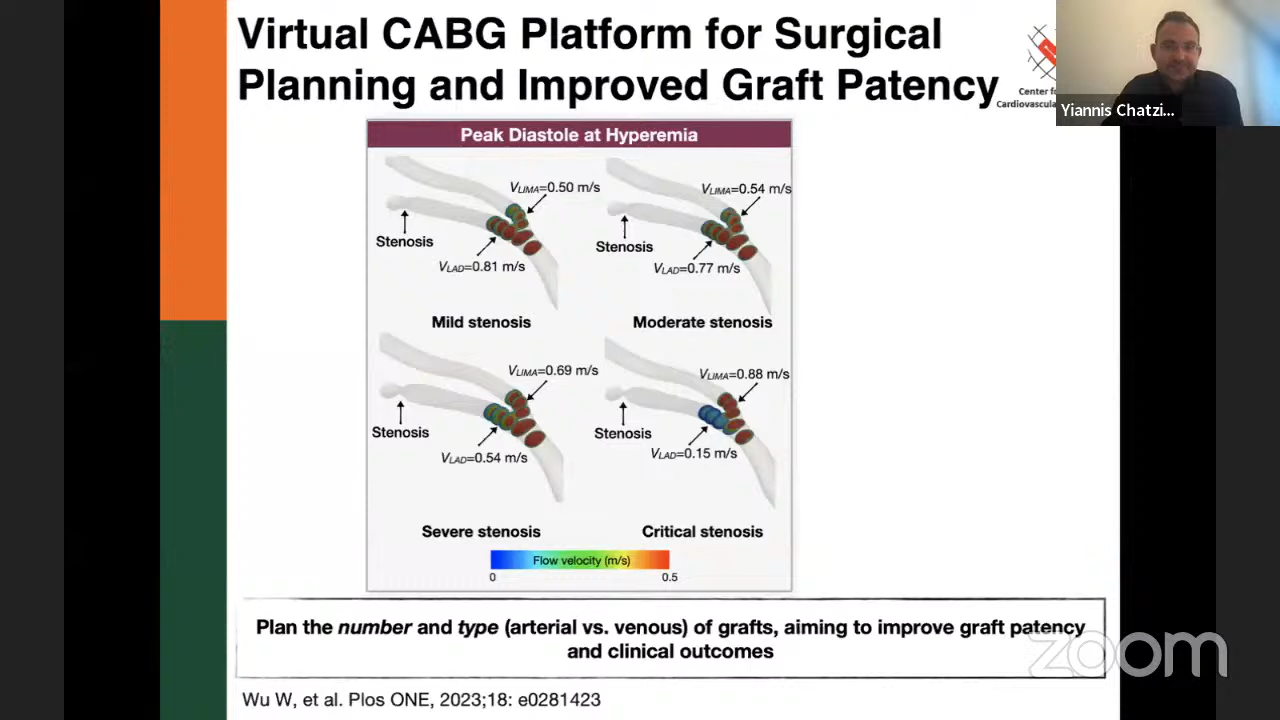 Virtual CABG Platform for Surgical
Planning and Improved Graft Patency
Center fo
Cardiovascula
Yiannis Chatzi...
Peak Diastole at Hyperemia
VLIMA=0.50 m/s
Stenosis
VLAD=0.81 m/s
Mild stenosis
VLIMA=0.54 m/s
Stenosis
VLAD=0.77 m/s
Moderate stenosis
VLIMA=0.69 m/s
Stenosis
VLAD=0.54 m/s
Severe stenosis
VLIMA=0.88 m/s
Stenosis
VLAD=0.15 m/s
Critical stenosis
Flow velocity (m/s)
0 0.5
Plan the number and type (arterial vs. venous) of grafts, aiming to improve graft patency
and clinical outcomes
zoom
Wu W, et al. Plos ONE, 2023;18: e0281423